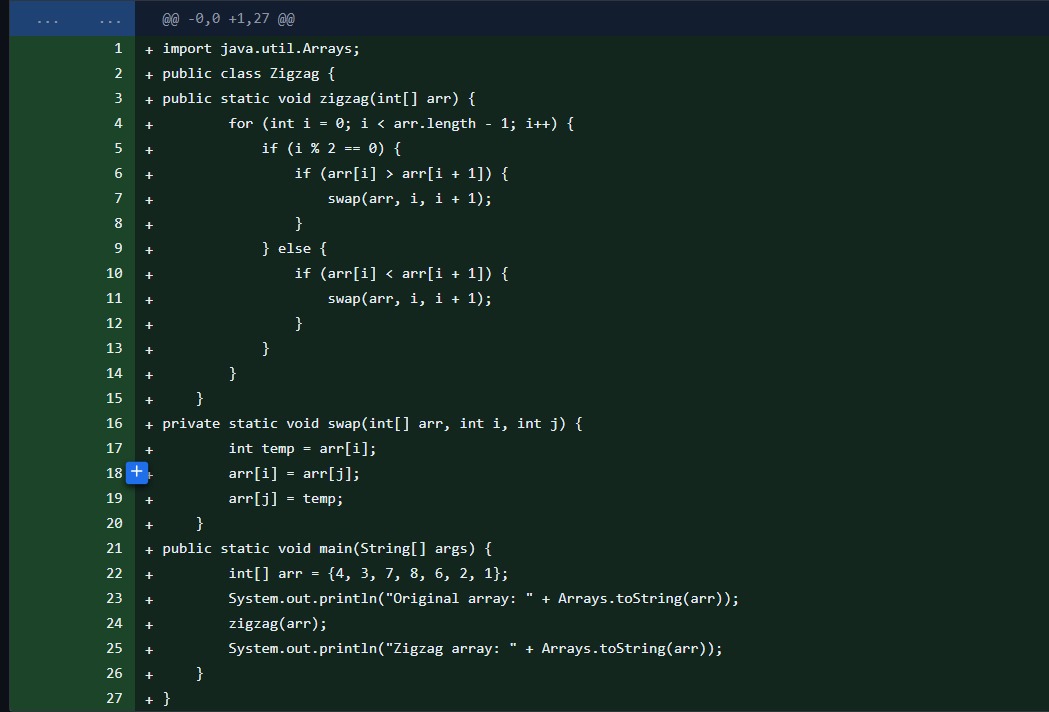 ... ... @@ -0,0 +1,27 @@
1 + import java.util.Arrays;
2 + public class Zigzag {
3 + public static void zigzag(int[] arr) {
4 +         for (int i = 0; i < arr.length - 1; i++) {
5 +             if (i % 2 == 0) {
6 +                 if (arr[i] > arr[i + 1]) {
7 +                     swap(arr, i, i + 1);
8 +                 }
9 +             } else {
10 +                 if (arr[i] < arr[i + 1]) {
11 +                     swap(arr, i, i + 1);
12 +                 }
13 +             }
14 +         }
15 +     }
16 + private static void swap(int[] arr, int i, int j) {
17 +         int temp = arr[i];
18 +         arr[i] = arr[j];
19 +         arr[j] = temp;
20 +     }
21 + public static void main(String[] args) {
22 +         int[] arr = {4, 3, 7, 8, 6, 2, 1};
23 +         System.out.println("Original array: " + Arrays.toString(arr));
24 +         zigzag(arr);
25 +         System.out.println("Zigzag array: " + Arrays.toString(arr));
26 +     }
27 + }